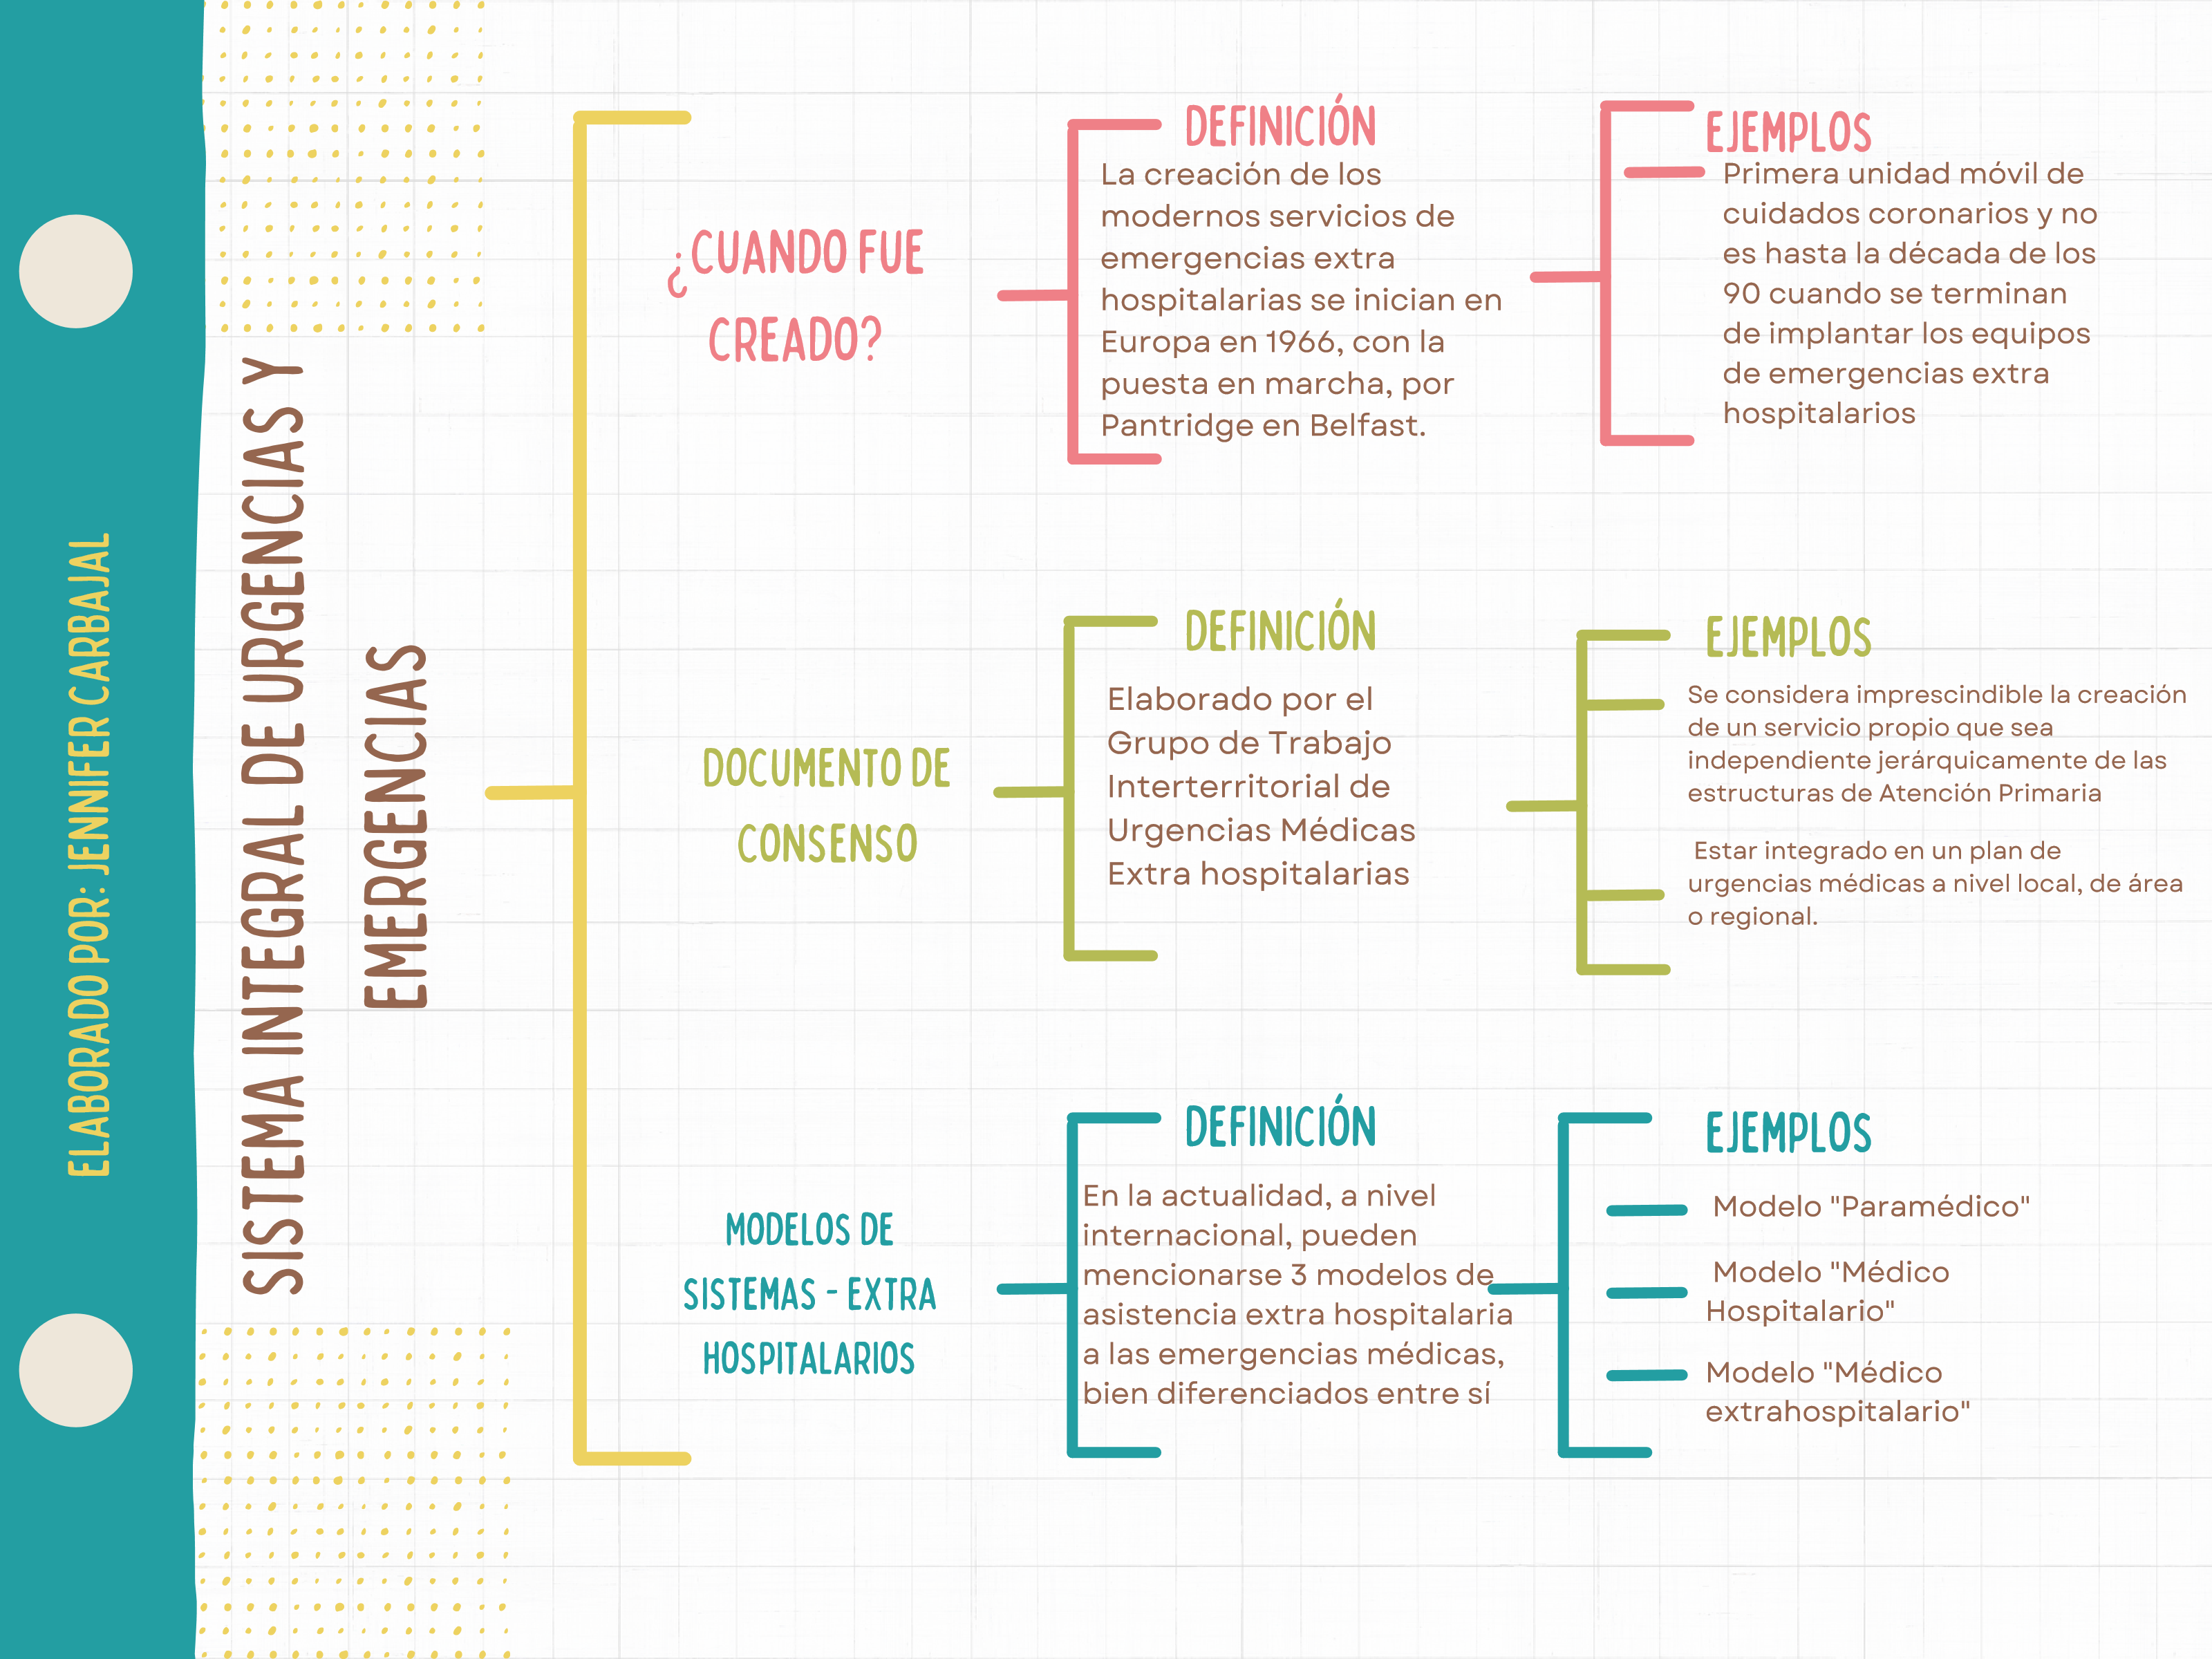 ELABORADO POR: JENNIFER CARBAJAL
SISTEMA INTEGRAL DE URGENCIAS Y
EMERGENCIAS
¿CUANDO FUE
CREADO?
DEFINICIÓN
La creación de los
modernos servicios de
emergencias extra
hospitalarias se inician en
Europa en 1966, con la
puesta en marcha, por
Pantridge en Belfast.
EJEMPLOS
Primera unidad móvil de
cuidados coronarios y no
es hasta la década de los
90 cuando se terminan
de implantar los equipos
de emergencias extra
hospitalarios
DOCUMENTO DE
CONSENSO
DEFINICIÓN
Elaborado por el
Grupo de Trabajo
Interterritorial de
Urgencias Médicas
Extra hospitalarias
EJEMPLOS
Se considera imprescindible la creación
de un servicio propio que sea
independiente jerárquicamente de las
estructuras de Atención Primaria
Estar integrado en un plan de
urgencias médicas a nivel local, de área
o regional.
MODELOS DE
SISTEMAS - EXTRA
HOSPITALARIOS
DEFINICIÓN
En la actualidad, a nivel
internacional, pueden
mencionarse 3 modelos de
asistencia extra hospitalaria
a las emergencias médicas,
bien diferenciados entre sí
EJEMPLOS
Modelo "Paramédico"
Modelo "Médico
Hospitalario"
Modelo "Médico
extrahospitalario"